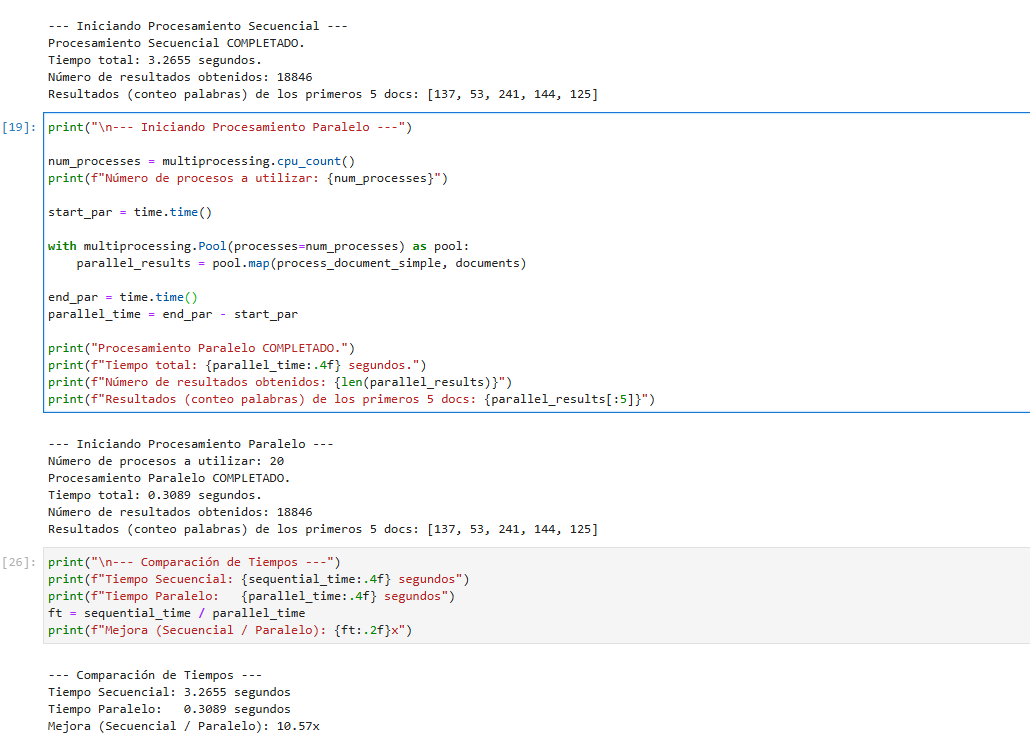 --- Iniciando Procesamiento Secuencial ---
Procesamiento Secuencial COMPLETADO.
Tiempo total: 3.2655 segundos.
Número de resultados obtenidos: 18846
Resultados (conteo palabras) de los primeros 5 docs: [137, 53, 241, 144, 125]
[19]: print("\n--- Iniciando Procesamiento Paralelo ---")
num_processes = multiprocessing.cpu_count()
print(f"Número de procesos a utilizar: {num_processes}")
start_par = time.time()
with multiprocessing.Pool(processes=num_processes) as pool:
    parallel_results = pool.map(process_document_simple, documents)
end_par = time.time()
parallel_time = end_par - start_par
print("Procesamiento Paralelo COMPLETADO.")
print(f"Tiempo total: {parallel_time:.4f} segundos.")
print(f"Número de resultados obtenidos: {len(parallel_results)}")
print(f"Resultados (conteo palabras) de los primeros 5 docs: {parallel_results[:5]}")
--- Iniciando Procesamiento Paralelo ---
Número de procesos a utilizar: 20
Procesamiento Paralelo COMPLETADO.
Tiempo total: 0.3089 segundos.
Número de resultados obtenidos: 18846
Resultados (conteo palabras) de los primeros 5 docs: [137, 53, 241, 144, 125]
[26]: print("\n--- Comparación de Tiempos ---")
print(f"Tiempo Secuencial: {sequential_time:.4f} segundos")
print(f"Tiempo Paralelo:   {parallel_time:.4f} segundos")
ft = sequential_time / parallel_time
print(f"Mejora (Secuencial / Paralelo): {ft:.2f}x")
--- Comparación de Tiempos ---
Tiempo Secuencial: 3.2655 segundos
Tiempo Paralelo:   0.3089 segundos
Mejora (Secuencial / Paralelo): 10.57x